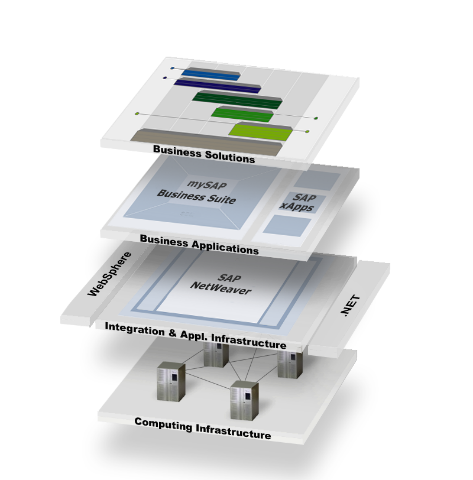 Business Solutions
mySAP
Business Suite
SAP
xApps
Business Applications
WebSphere
SAP
NetWeaver
.NET
Integration & Appl. Infrastructure
Computing Infrastructure